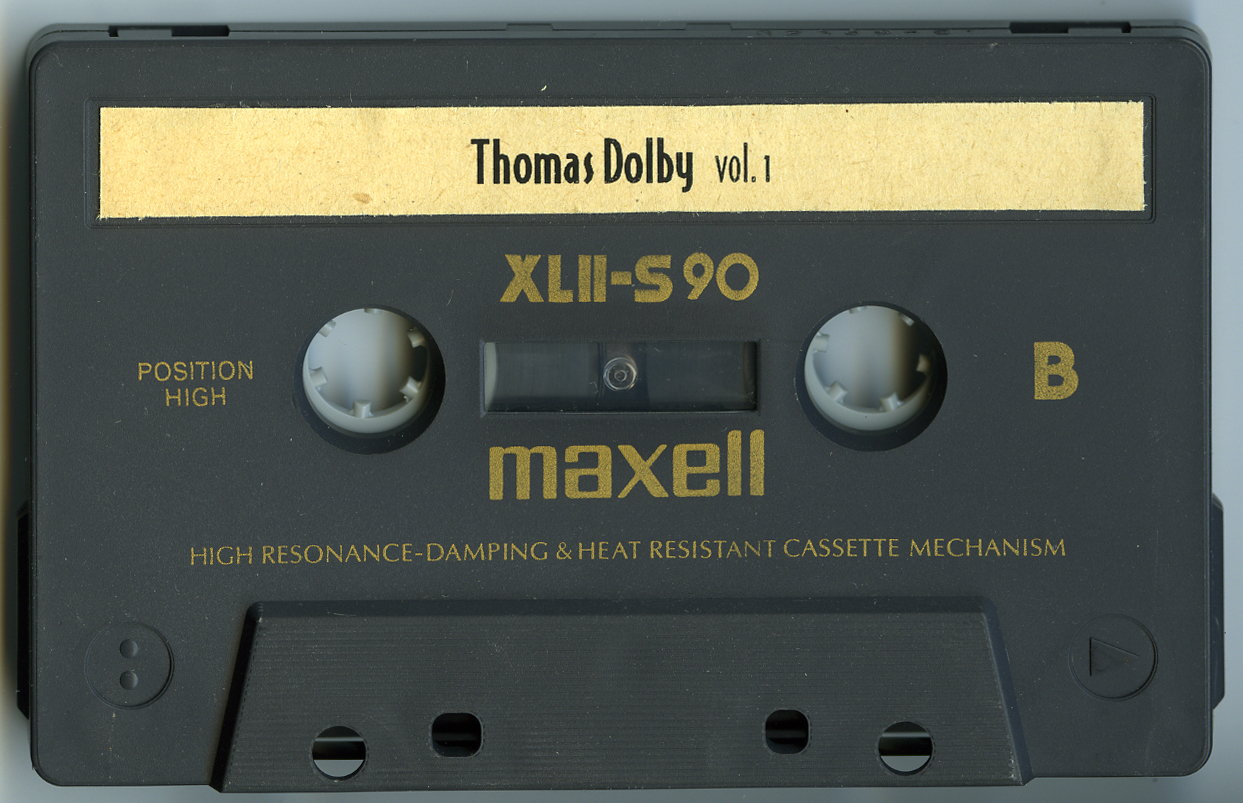 Thomas Dolby vol. 1
XLII-S 90
POSITION
HIGH
B
maxell
HIGH RESONANCE-DAMPING & HEAT RESISTANT CASSETTE MECHANISM